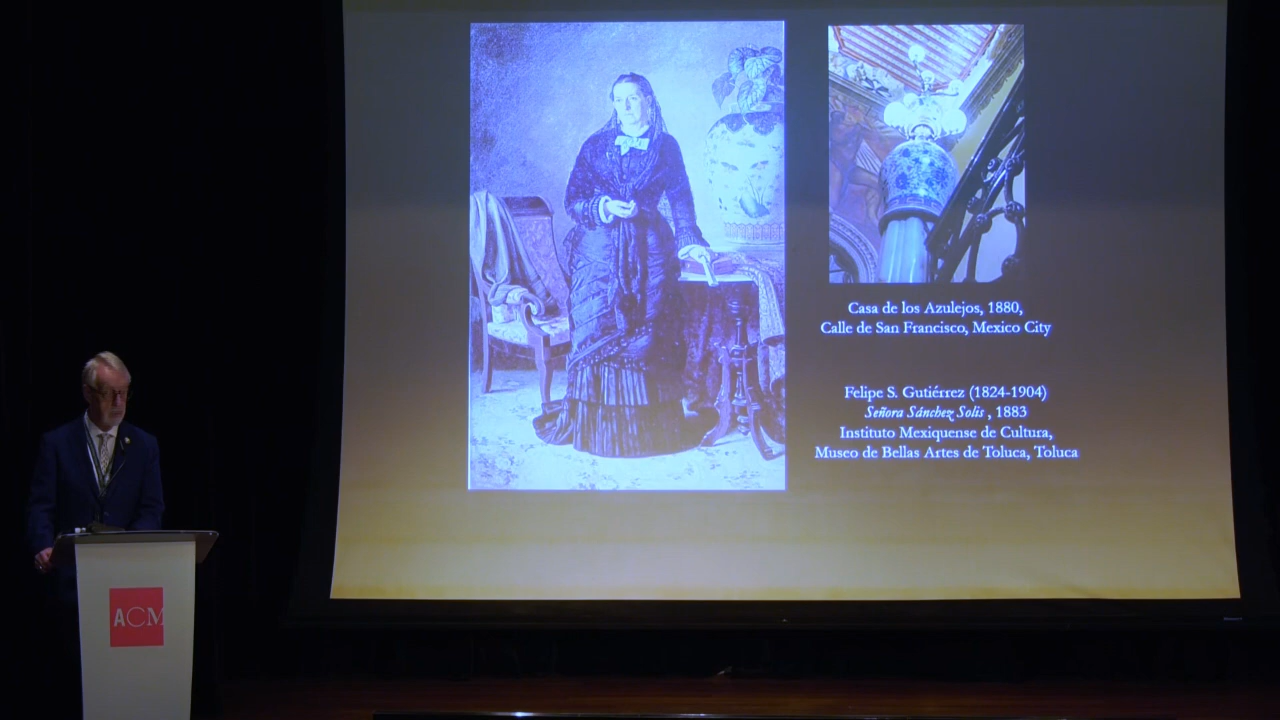 Casa de los Azulejos, 1880,
Calle de San Francisco, Mexico City
Felipe S. Gutiérrez (1824-1904)
Señora Sánchez Solís , 1883
Instituto Mexiquense de Cultura,
Museo de Bellas Artes de Toluca, Toluca
ACM